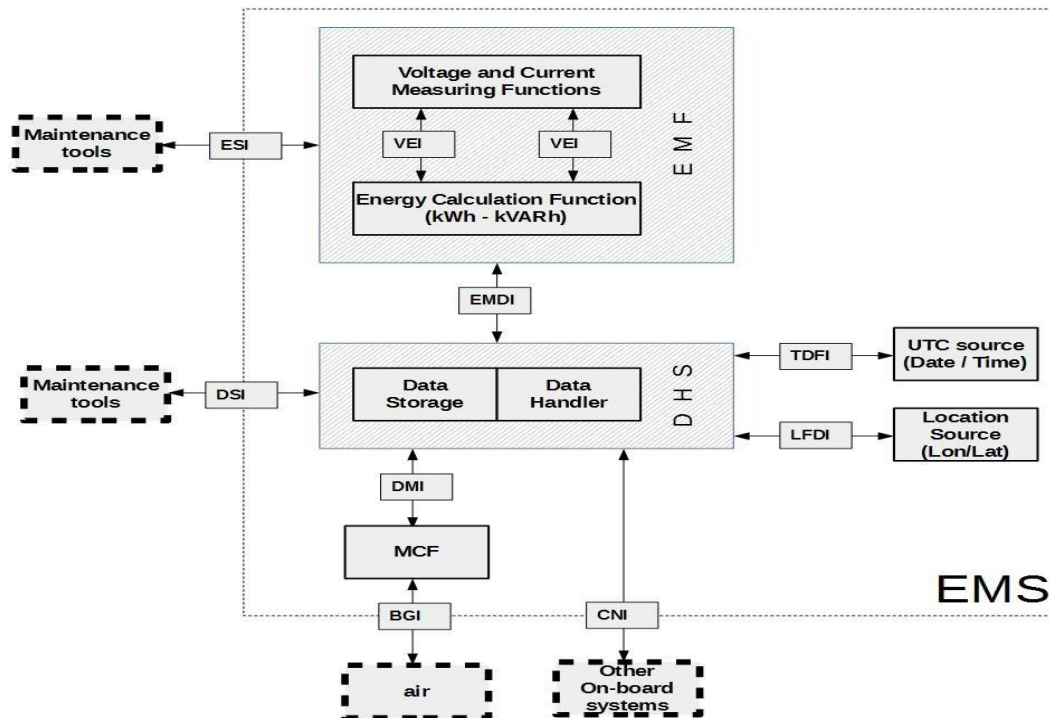 Voltage and Current
Measuring Functions
Maintenance
tools
ESI
VEI
VEI
EMF
Energy Calculation Function
(kWh - kVARh)
EMDI
Maintenance
tools
DSI
Data
Storage
Data
Handler
DHS
TDFI
UTC source
(Date / Time)
LFDI
Location
Source
(Lon/Lat)
DMI
MCF
EMS
BGI
CNI
air
Other
On-board
systems